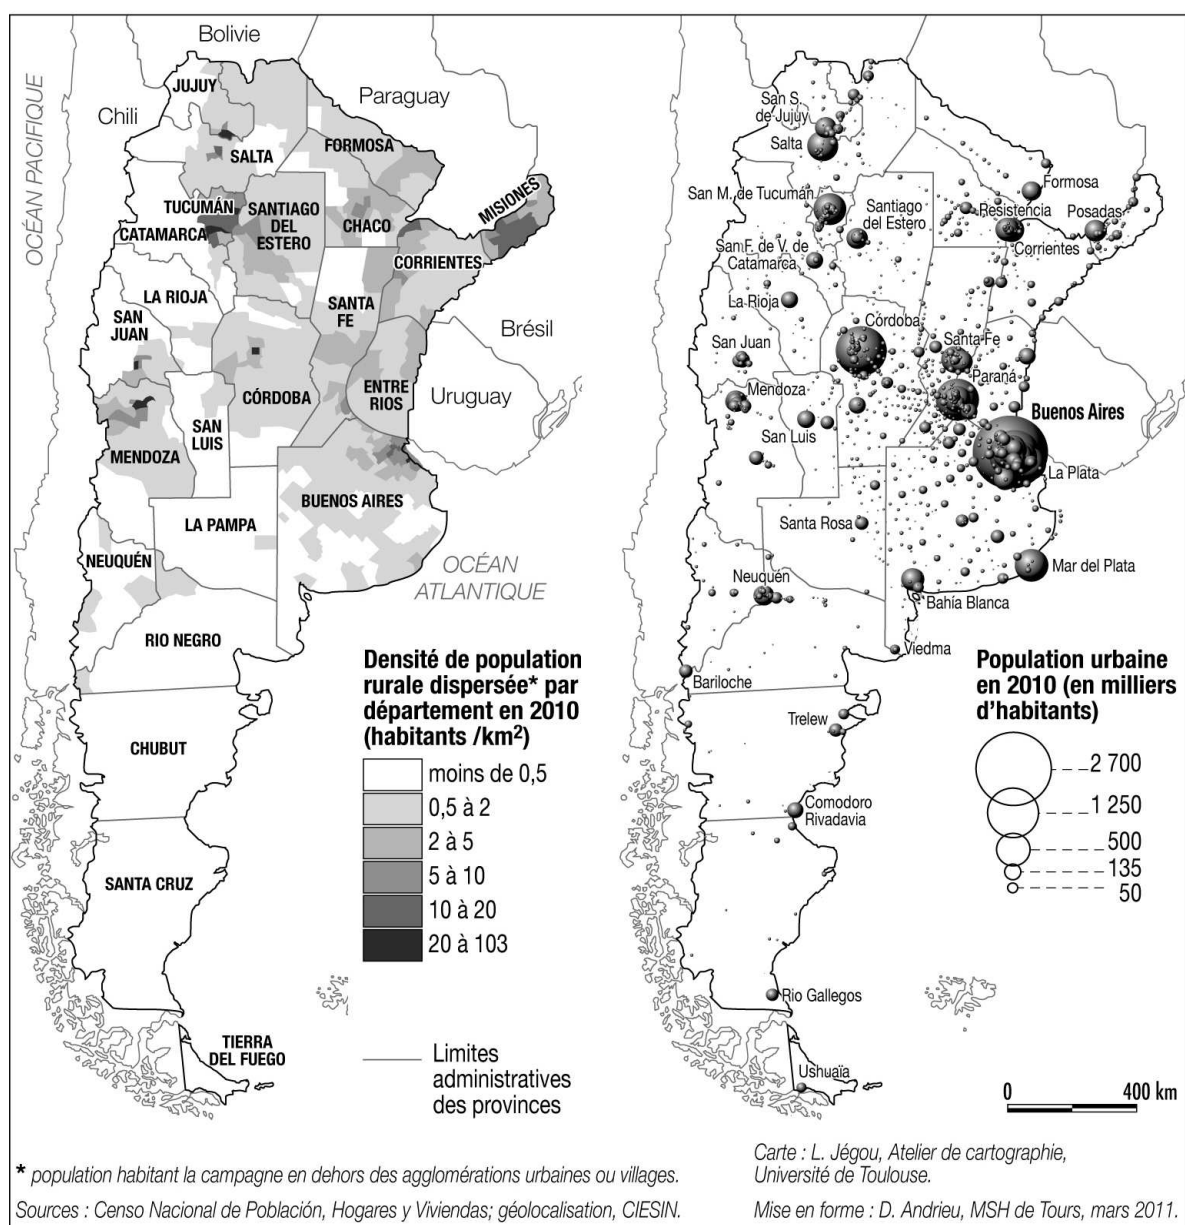 Bolivie
Paraguay
Chili
OCÉAN PACIFIQUE
JUJUY
SALTA
FORMOSA
MISIONES
TUCUMÁN
SANTIAGO
DEL
ESTERO
CHACO
CATAMARCA
CORRIENTES
LA RIOJA
SANTA
FE
SAN
JUAN
Brésil
CÓRDOBA
ENTRE
RIOS
Uruguay
SAN
LUIS
MENDOZA
BUENOS AIRES
LA PAMPA
NEUQUÉN
OCÉAN
ATLANTIQUE
RIO NEGRO
CHUBUT
SANTA CRUZ
TIERRA
DEL FUEGO
Densité de population
rurale dispersée* par
département en 2010
(habitants /km²)
moins de 0,5
0,5 à 2
2 à 5
5 à 10
10 à 20
20 à 103
Limites
administratives
des provinces
San S.
de Jujuy
Salta
Formosa
San M. de Tucumán
Santiago
del Estero
Resistencia
Posadas
Corrientes
San F. de V. de
Catamarca
La Rioja
Córdoba
San Juan
Santa Fe
Paraná
Mendoza
Buenos Aires
San Luis
La Plata
Santa Rosa
Mar del Plata
Neuquén
Bahía Blanca
Viedma
Bariloche
Trelew
Comodoro
Rivadavia
Rio Gallegos
Ushuaïa
Population urbaine
en 2010 (en milliers
d'habitants)
2 700
1 250
500
135
50
0 400 km
* population habitant la campagne en dehors des agglomérations urbaines ou villages.
Sources : Censo Nacional de Población, Hogares y Viviendas; géolocalisation, CIESIN.
Carte : L. Jégou, Atelier de cartographie,
Université de Toulouse.
Mise en forme : D. Andrieu, MSH de Tours, mars 2011.